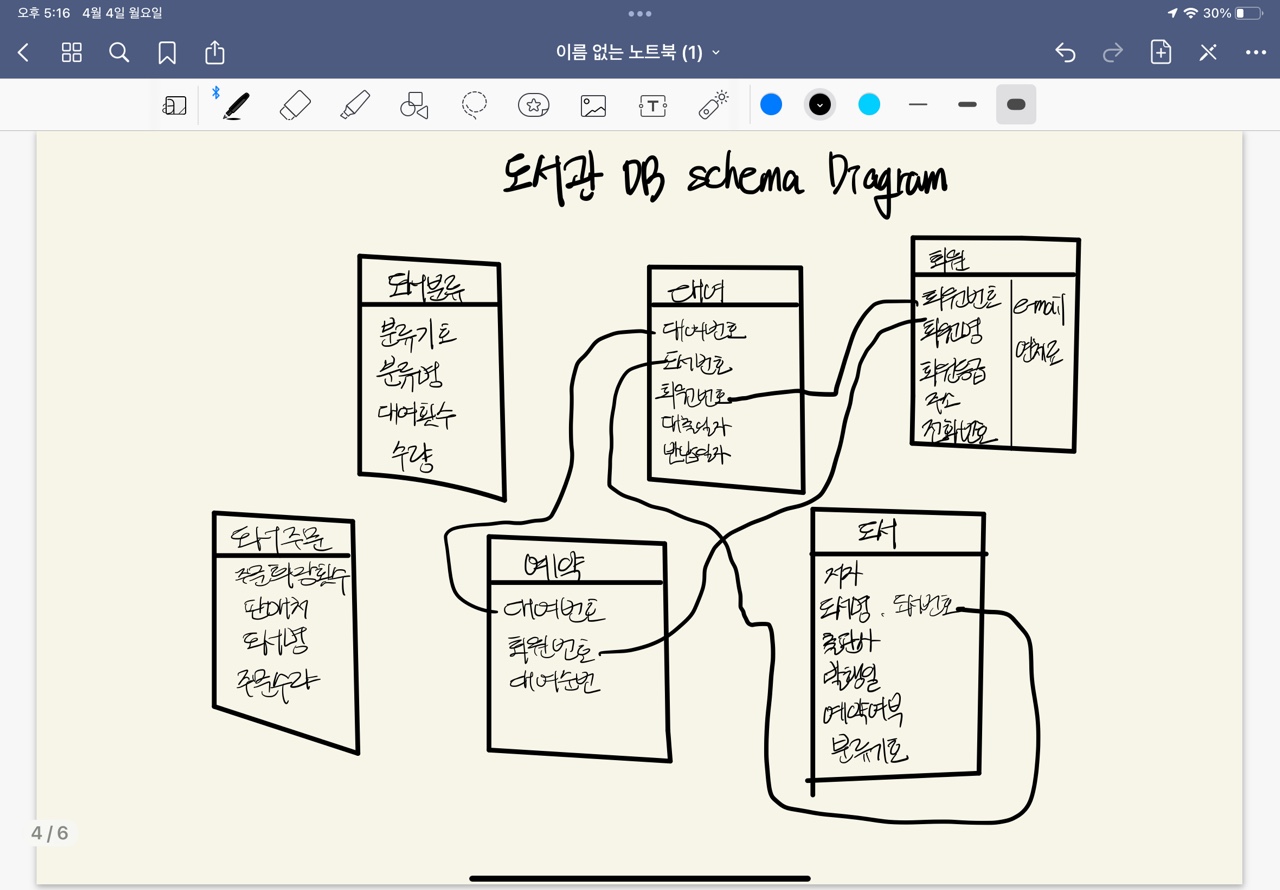 오후 5:16 4월 4일 월요일
30%
이름 없는 노트북 (1)
T
도서관 DB schema Diagram
도서분류
분류기호
분류명
대여횟수
수량
대여
대여번호
도서번호
회원번호
대출일자
반납일자
회원
회원번호
회원명
회원등급
주소
전화번호
e-mail
연체료
도서주문
주문확장횟수
판매처
도서명
주문수량
예약
대여번호
회원번호
대여순번
도서
저자
도서명 . 도서번호
출판사
발행일
예약여부
분류기호
4 / 6